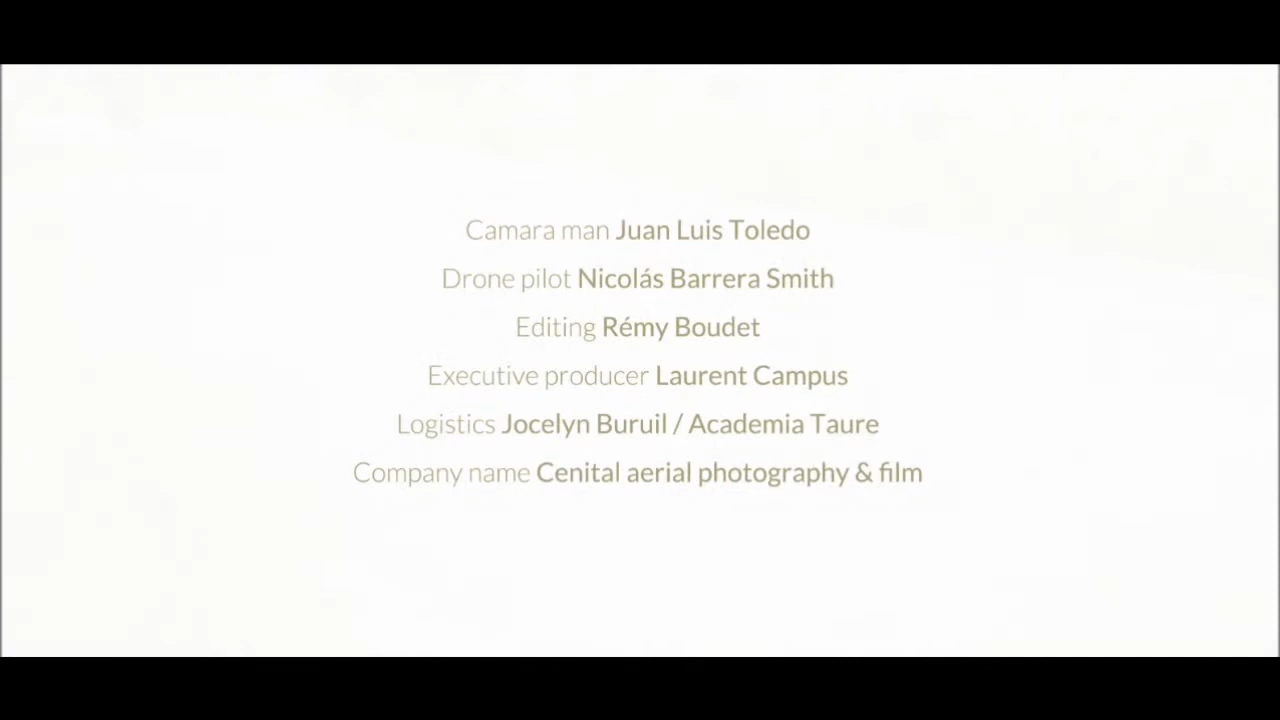 Camara man Juan Luis Toledo
Drone pilot Nicolás Barrera Smith
Editing Rémy Boudet
Executive producer Laurent Campus
Logistics Jocelyn Buruil / Academia Taure
Company name Cenital aerial photography & film